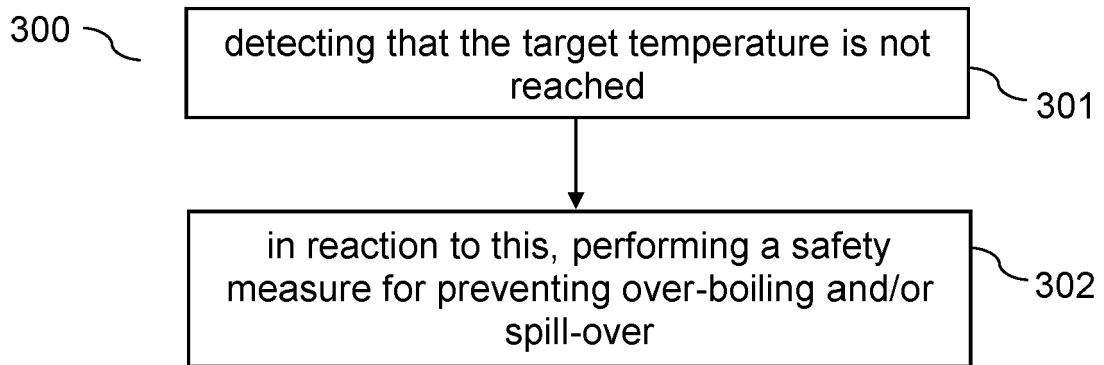 300
detecting that the target temperature is not
reached
301
in reaction to this, performing a safety
measure for preventing over-boiling and/or
spill-over
302